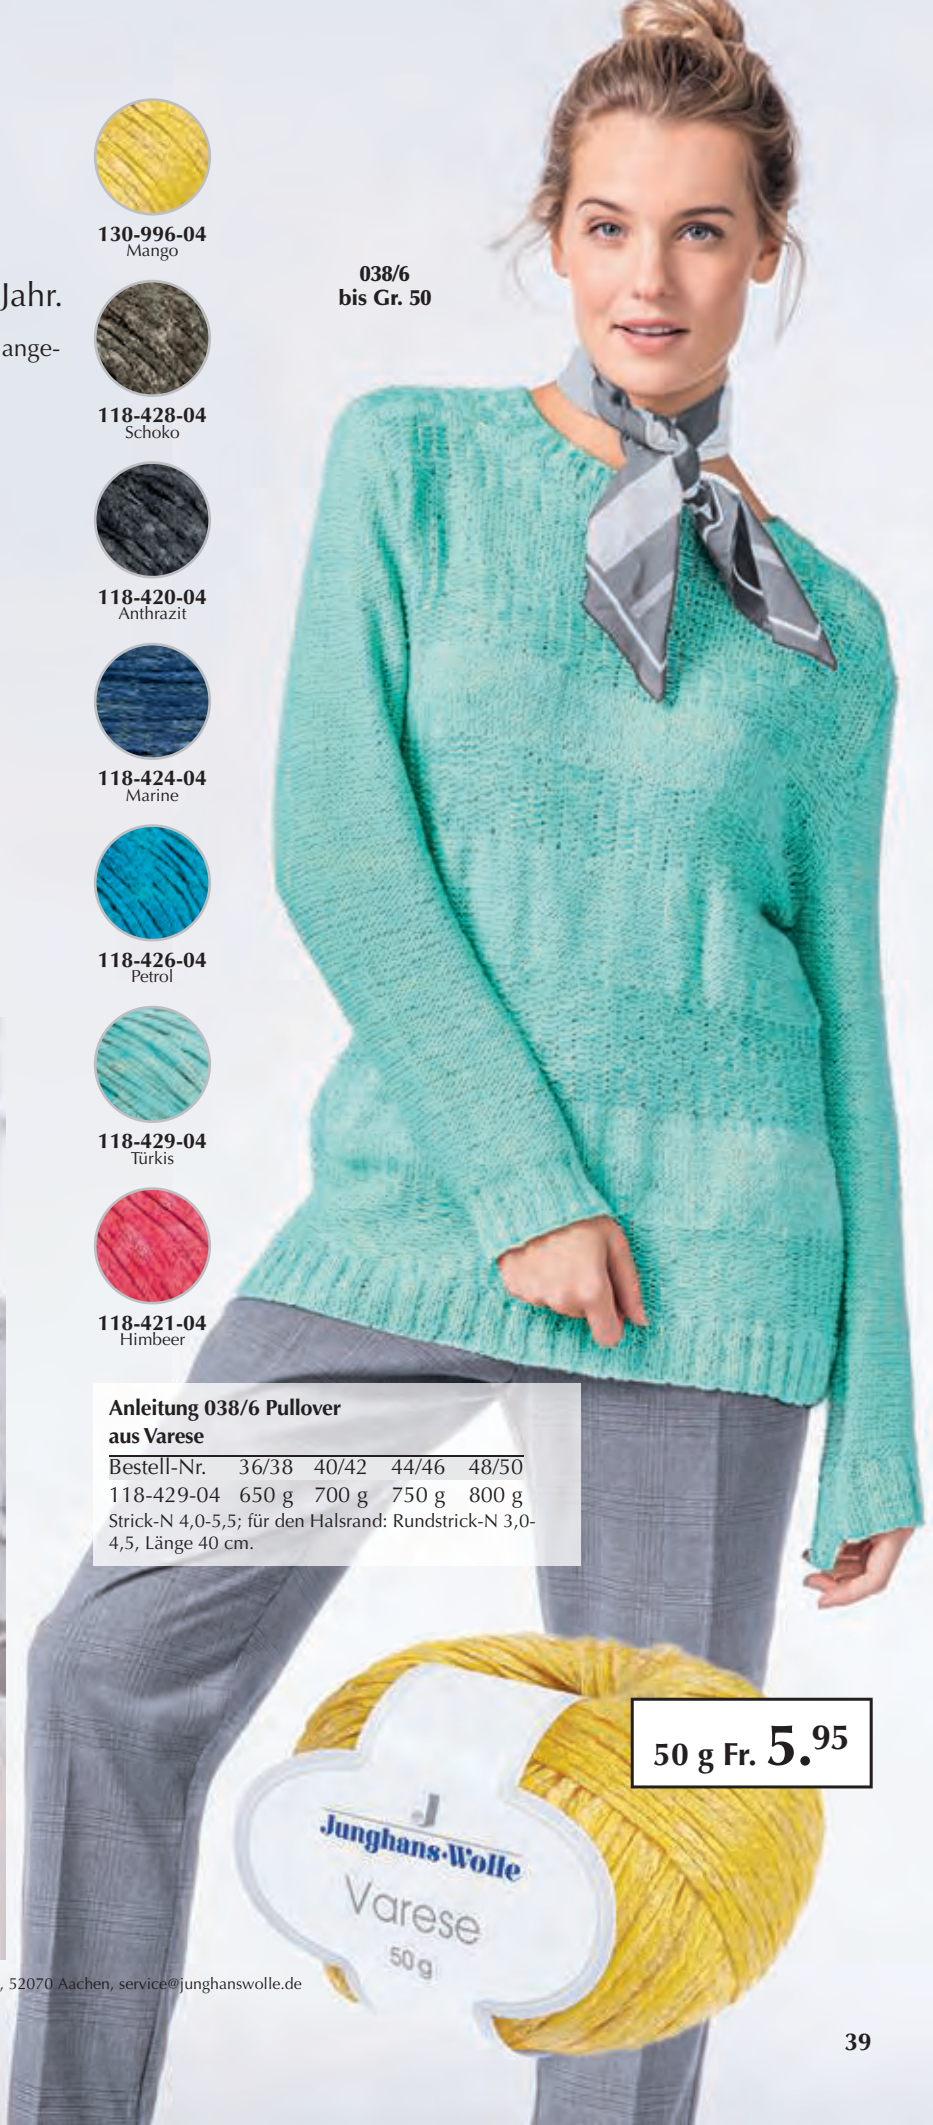 130-996-04
Mango
038/6
bis Gr. 50
Jahr.
ange-
118-428-04
Schoko
118-420-04
Anthrazit
118-424-04
Marine
118-426-04
Petrol
118-429-04
Türkis
118-421-04
Himbeer
Anleitung 038/6 Pullover
aus Varese
Bestell-Nr. 36/38 40/42 44/46 48/50
118-429-04 650 g 700 g 750 g 800 g
Strick-N 4,0-5,5; für den Halsrand: Rundstrick-N 3,0-
4,5, Länge 40 cm.
50 g Fr. 5.95
J
Junghans-Wolle
Varese
50 g
, 52070 Aachen, service@junghanswolle.de
39